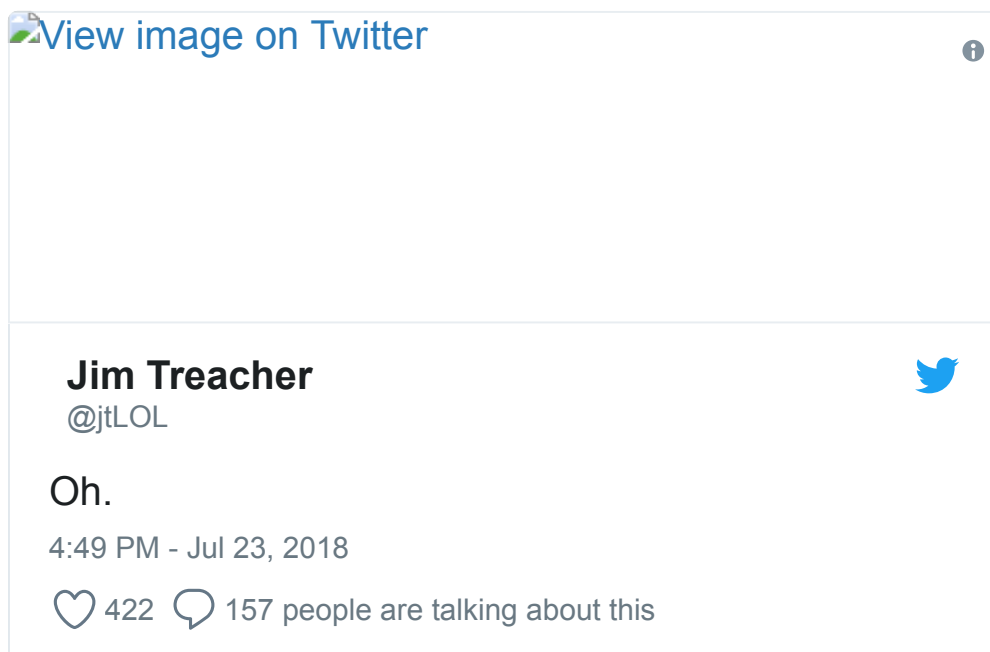 View image on Twitter
Jim Treacher
@jtLOL
Oh.
4:49 PM - Jul 23, 2018
422 157 people are talking about this